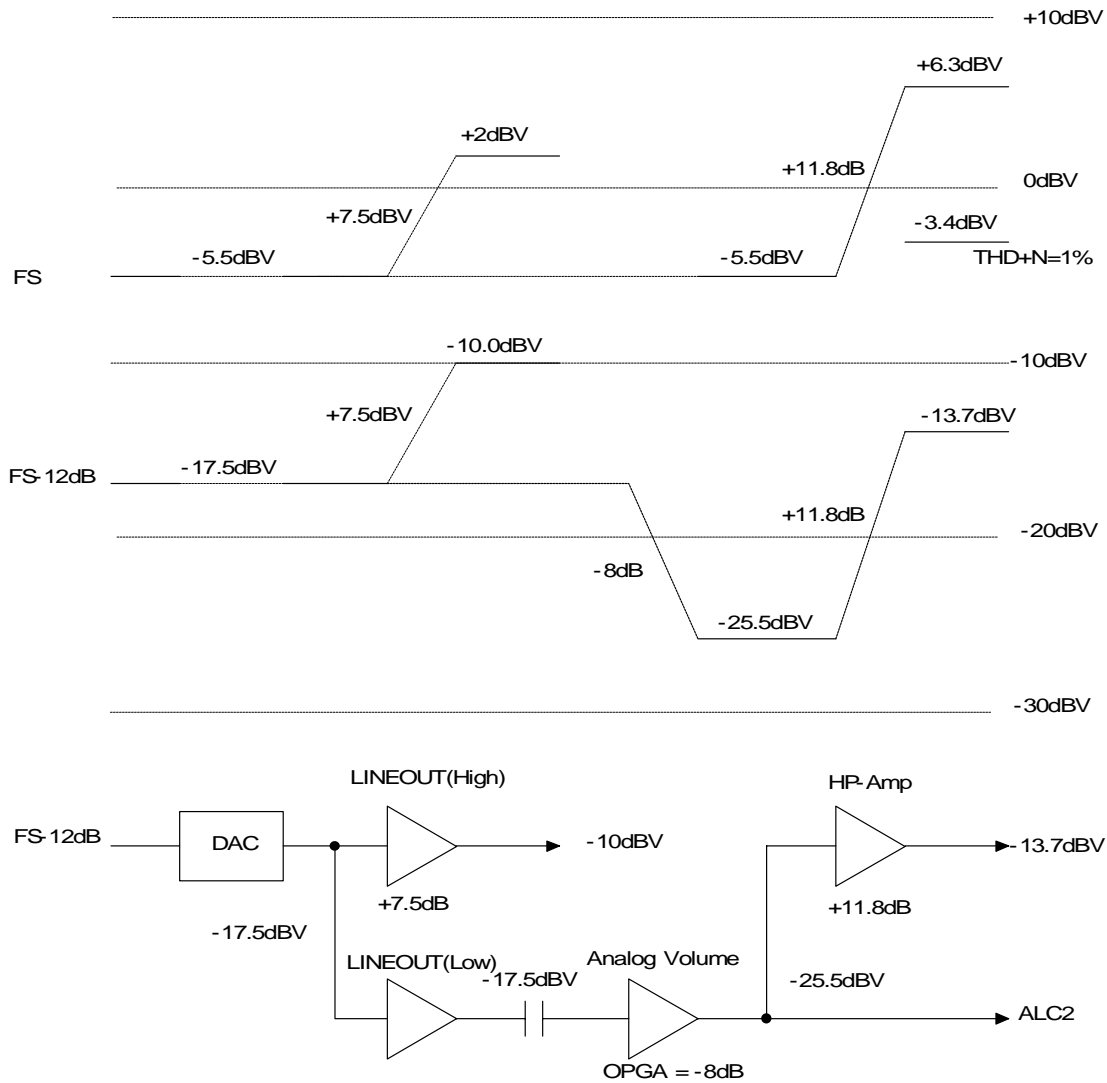 +10dBV
+6.3dBV
+2dBV
+11.8dB
0dBV
+7.5dBV
-3.4dBV
-5.5dBV
-5.5dBV
THD+N=1%
FS
-10.0dBV
-10dBV
+7.5dBV
-13.7dBV
-17.5dBV
FS-12dB
+11.8dB
-20dBV
-8dB
-25.5dBV
-30dBV
LINEOUT(High)
HP-Amp
FS-12dB
DAC
-10dBV
-13.7dBV
+7.5dB
+11.8dB
-17.5dBV
LINEOUT(Low)
-17.5dBV
Analog Volume
-25.5dBV
ALC2
OPGA = -8dB